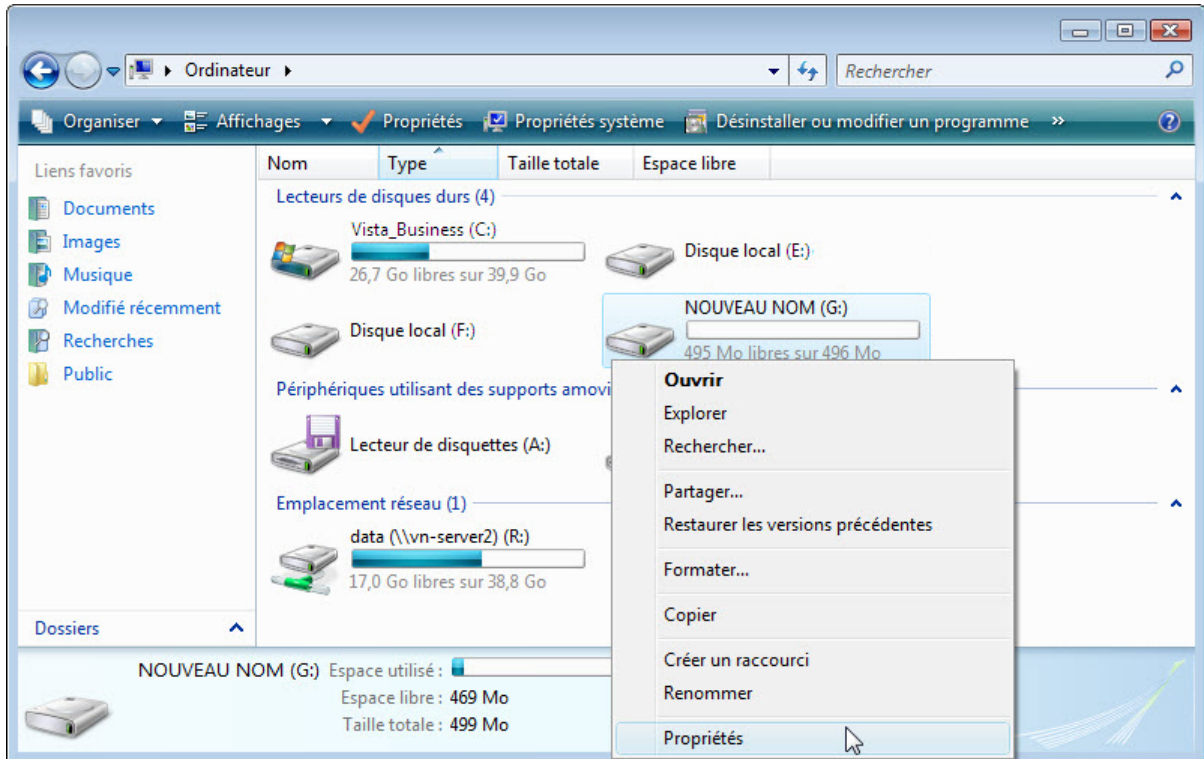 Ordinateur
Rechercher
Organiser Affichages Propriétés Propriétés système Désinstaller ou modifier un programme »
Liens favoris
Documents
Images
Musique
Modifié récemment
Recherches
Public
Dossiers
Nom Type Taille totale Espace libre
Lecteurs de disques durs (4)
Vista_Business (C:)
26,7 Go libres sur 39,9 Go
Disque local (E:)
Disque local (F:)
NOUVEAU NOM (G:)
495 Mo libres sur 496 Mo
Périphériques utilisant des supports amovi
Lecteur de disquettes (A:)
Emplacement réseau (1)
data (\\vn-server2) (R:)
17,0 Go libres sur 38,8 Go
Ouvrir
Explorer
Rechercher...
Partager...
Restaurer les versions précédentes
Formater...
Copier
Créer un raccourci
Renommer
Propriétés
NOUVEAU NOM (G:) Espace utilisé :
Espace libre : 469 Mo
Taille totale : 499 Mo